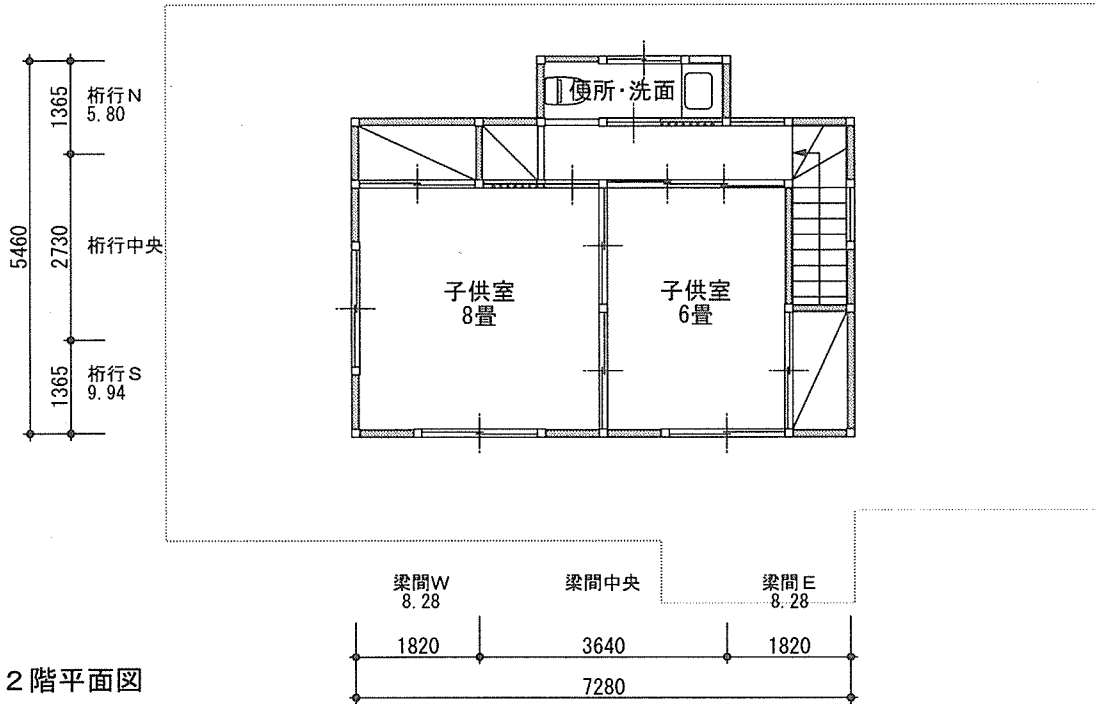 便所・洗面
1365
桁行N
5.80
5460
2730
桁行中央
子供室
8畳
子供室
6畳
1365
桁行S
9.94
梁間W
8.28
梁間中央
梁間E
8.28
1820
3640
1820
7280
2階平面図